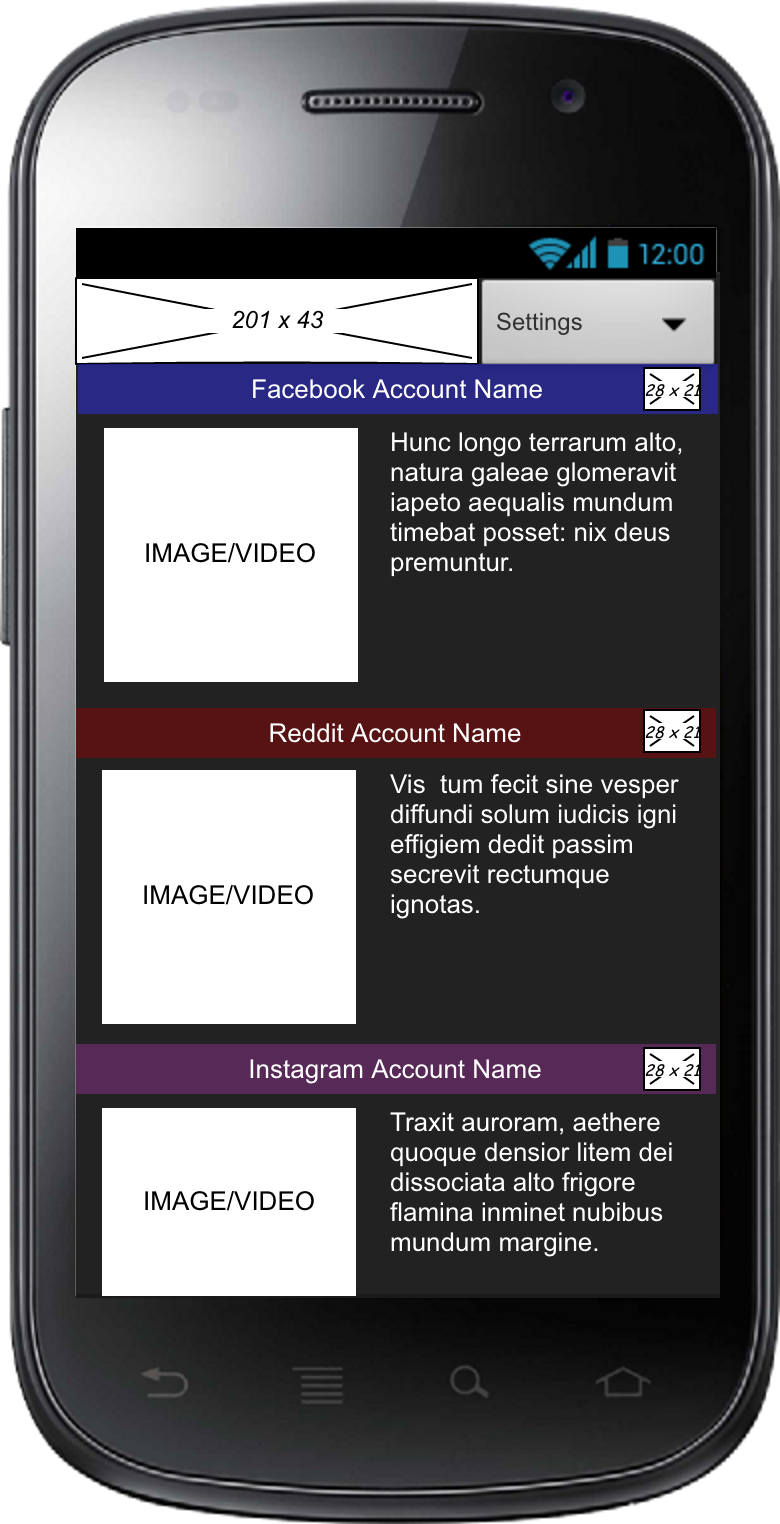 12:00
201 x 43
Settings
Facebook Account Name
28 x 21
IMAGE/VIDEO
Hunc longo terrarum alto,
natura galeae glomeravit
iapeto aequalis mundum
timebat posset: nix deus
premuntur.
Reddit Account Name
28 x 21
IMAGE/VIDEO
Vis  tum fecit sine vesper
diffundi solum iudicis igni
effigiem dedit passim
secrevit rectumque
ignotas.
Instagram Account Name
28 x 21
IMAGE/VIDEO
Traxit auroram, aethere
quoque densior litem dei
dissociata alto frigore
flamina inminet nubibus
mundum margine.